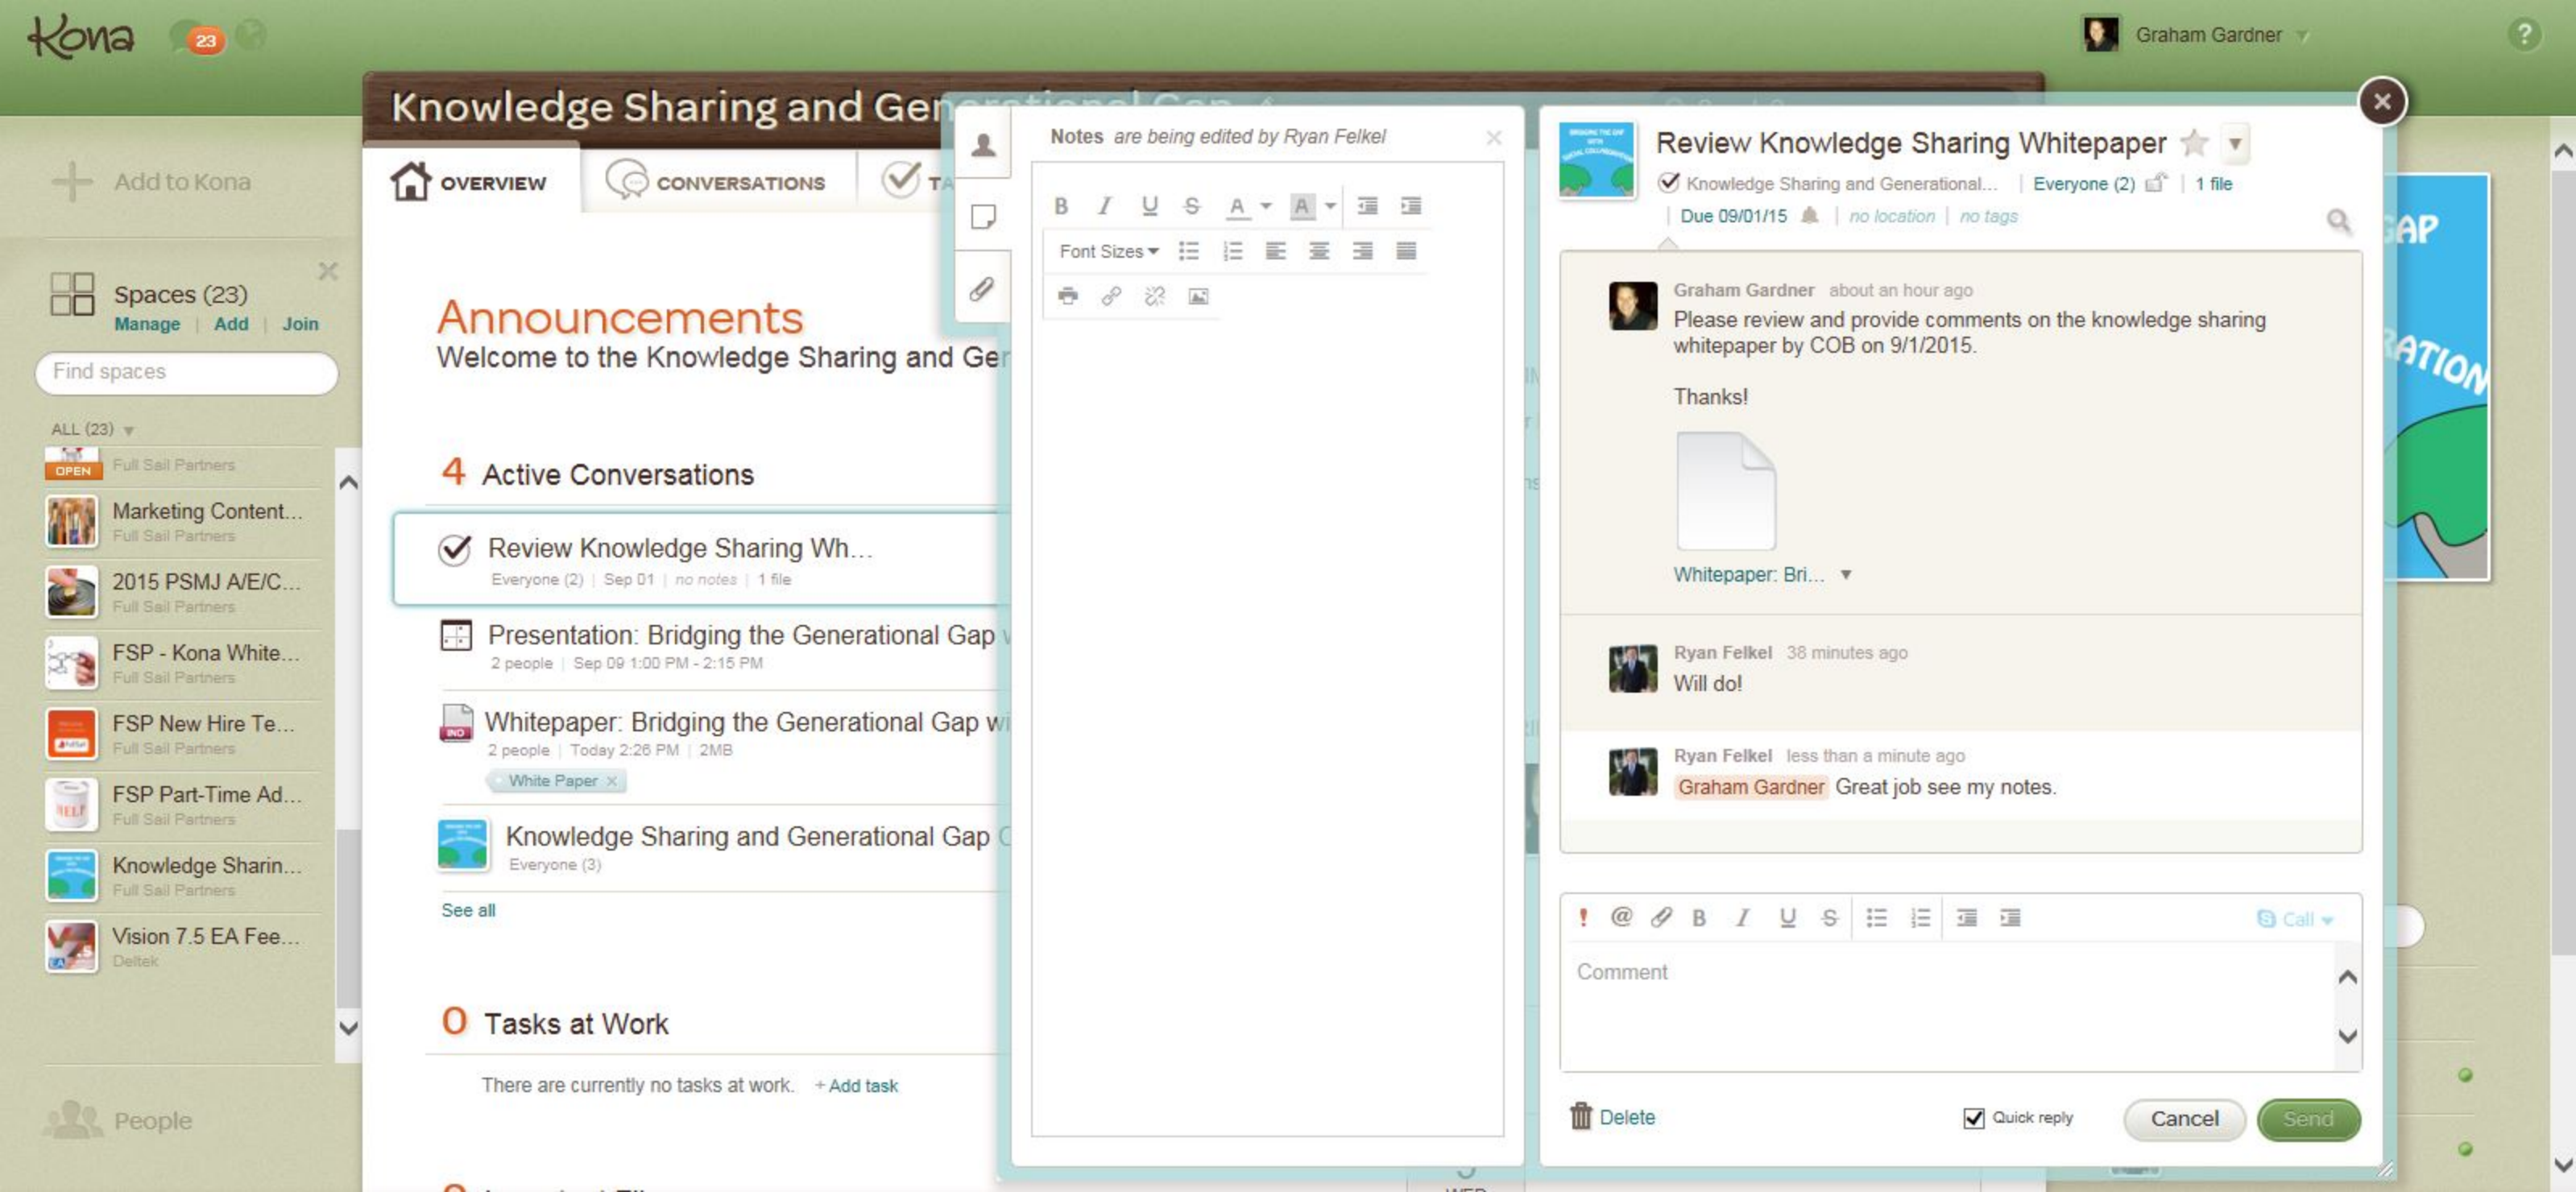 Kona
23
Graham Gardner
?
Add to Kona
Spaces (23)
Manage | Add | Join
Find spaces
ALL (23)
OPEN
Full Sail Partners
Marketing Content...
Full Sail Partners
2015 PSMJ A/E/C...
Full Sail Partners
FSP - Kona White...
Full Sail Partners
FSP New Hire Te...
Full Sail Partners
HELP
FSP Part-Time Ad...
Full Sail Partners
Knowledge Sharin...
Full Sail Partners
EA
Vision 7.5 EA Fee...
Deltek
People
Knowledge Sharing and Generational Gap
OVERVIEW
CONVERSATIONS
TA
Announcements
Welcome to the Knowledge Sharing and Ger
4 Active Conversations
Review Knowledge Sharing Wh...
Everyone (2) | Sep 01 | no notes | 1 file
Presentation: Bridging the Generational Gap
2 people | Sep 09 1:00 PM - 2:15 PM
IND
Whitepaper: Bridging the Generational Gap wi
2 people | Today 2:26 PM | 2MB
White Paper ×
Knowledge Sharing and Generational Gap
Everyone (3)
See all
0 Tasks at Work
There are currently no tasks at work. + Add task
Notes are being edited by Ryan Felkel
B I U S A A
Font Sizes
Review Knowledge Sharing Whitepaper
Knowledge Sharing and Generational... | Everyone (2) | 1 file
| Due 09/01/15 | no location | no tags
Graham Gardner about an hour ago
Please review and provide comments on the knowledge sharing
whitepaper by COB on 9/1/2015.
Thanks!
Whitepaper: Bri...
Ryan Felkel 38 minutes ago
Will do!
Ryan Felkel less than a minute ago
Graham Gardner Great job see my notes.
! @ B I U S
Call
Comment
Delete
Quick reply
Cancel
Send
GAP
RATION
WED